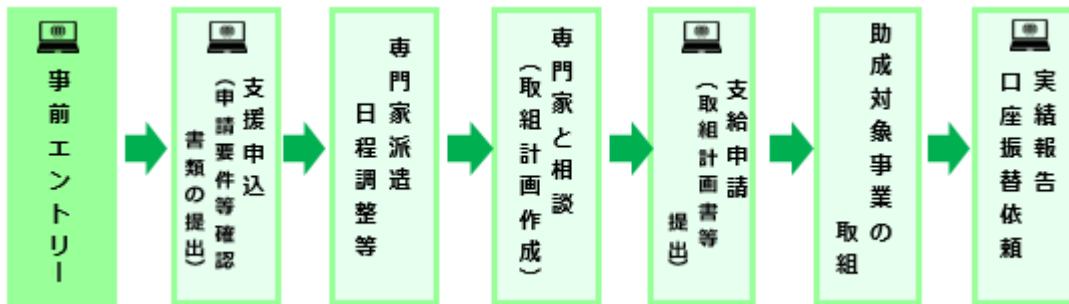 事前エントリー
支援申込
（申請要件等確認
書類の提出）
専門家派遣
日程調整等
専門家と相談
（取組計画作成）
支給申請
（取組計画書等
提出）
助成対象事業の
取組
実績報告
口座振替依頼